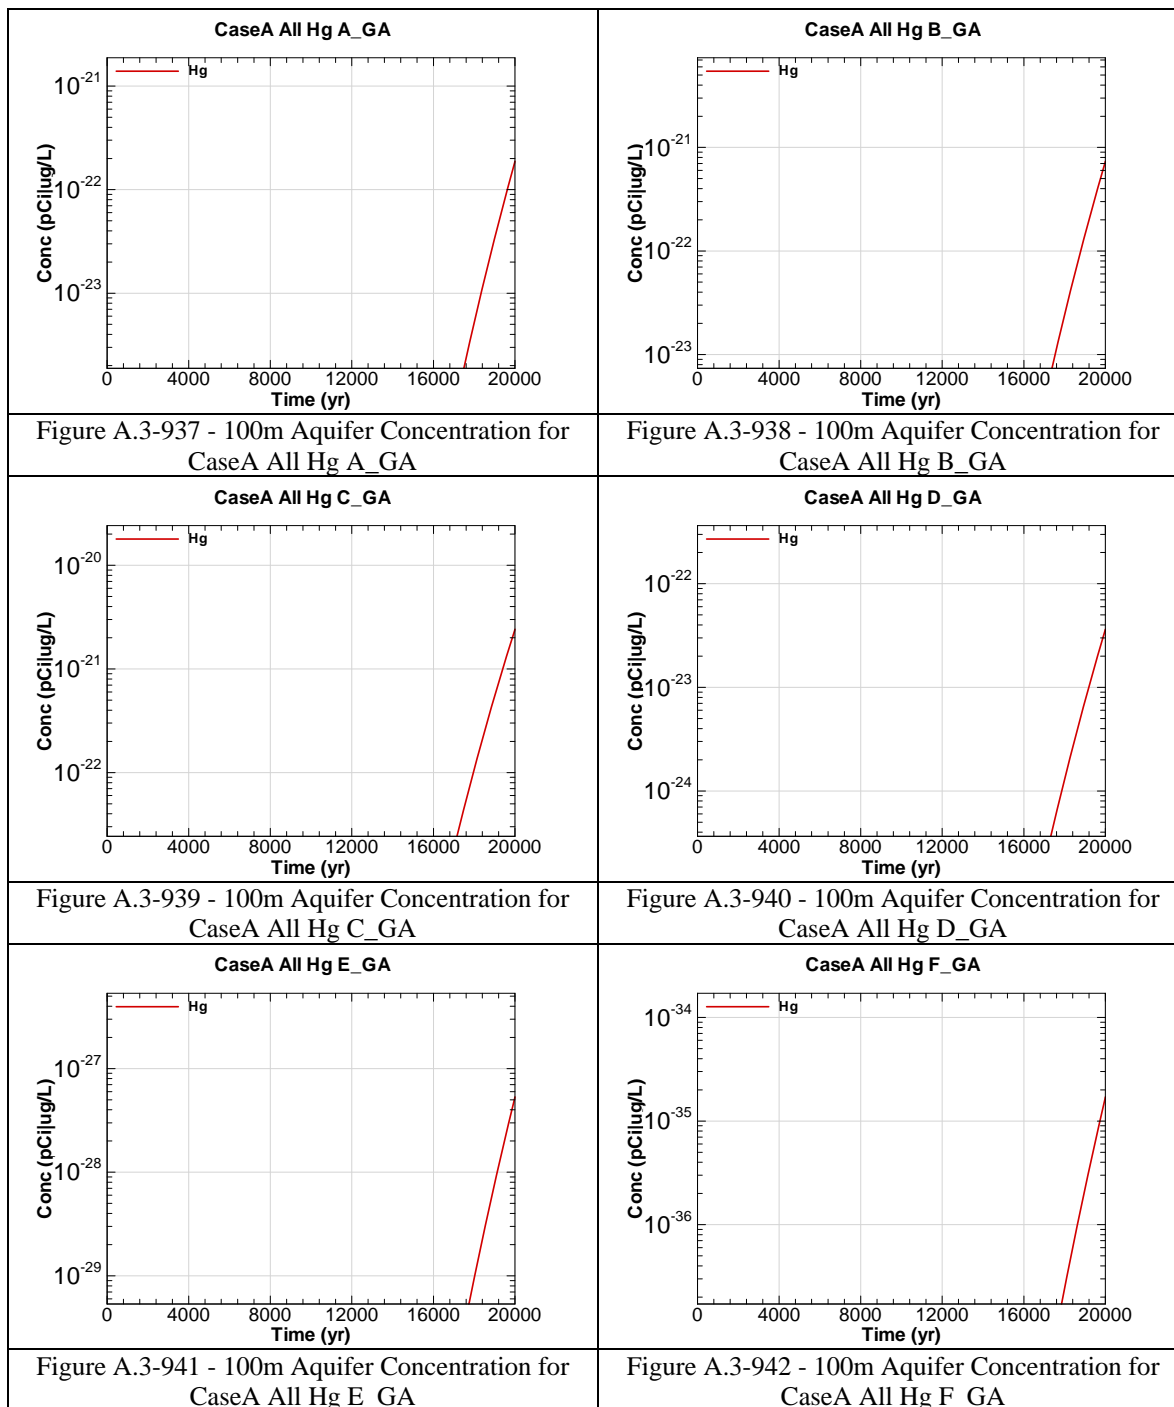 CaseA All Hg A_GA
Hg
Conc (pCi|ug/L)
10^-21
10^-22
10^-23
0 4000 8000 12000 16000 20000
Time (yr)
Figure A.3-937 - 100m Aquifer Concentration for
CaseA All Hg A_GA
CaseA All Hg B_GA
Hg
Conc (pCi|ug/L)
10^-21
10^-22
10^-23
0 4000 8000 12000 16000 20000
Time (yr)
Figure A.3-938 - 100m Aquifer Concentration for
CaseA All Hg B_GA
CaseA All Hg C_GA
Hg
Conc (pCi|ug/L)
10^-20
10^-21
10^-22
0 4000 8000 12000 16000 20000
Time (yr)
Figure A.3-939 - 100m Aquifer Concentration for
CaseA All Hg C_GA
CaseA All Hg D_GA
Hg
Conc (pCi|ug/L)
10^-22
10^-23
10^-24
0 4000 8000 12000 16000 20000
Time (yr)
Figure A.3-940 - 100m Aquifer Concentration for
CaseA All Hg D_GA
CaseA All Hg E_GA
Hg
Conc (pCi|ug/L)
10^-27
10^-28
10^-29
0 4000 8000 12000 16000 20000
Time (yr)
Figure A.3-941 - 100m Aquifer Concentration for
CaseA All Hg E_GA
CaseA All Hg F_GA
Hg
Conc (pCi|ug/L)
10^-34
10^-35
10^-36
0 4000 8000 12000 16000 20000
Time (yr)
Figure A.3-942 - 100m Aquifer Concentration for
CaseA All Hg F_GA